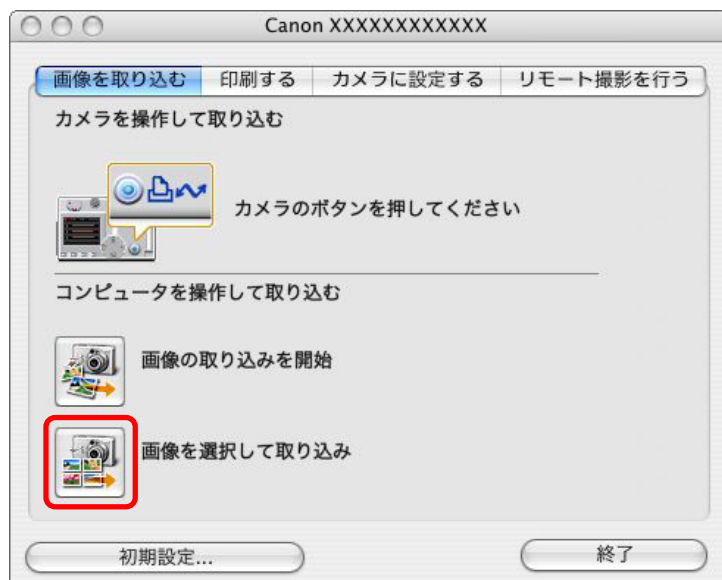 Canon XXXXXXXXXXXX
画像を取り込む 印刷する カメラに設定する リモート撮影を行う
カメラを操作して取り込む
カメラのボタンを押してください
コンピュータを操作して取り込む
画像の取り込みを開始
画像を選択して取り込み
初期設定... 終了